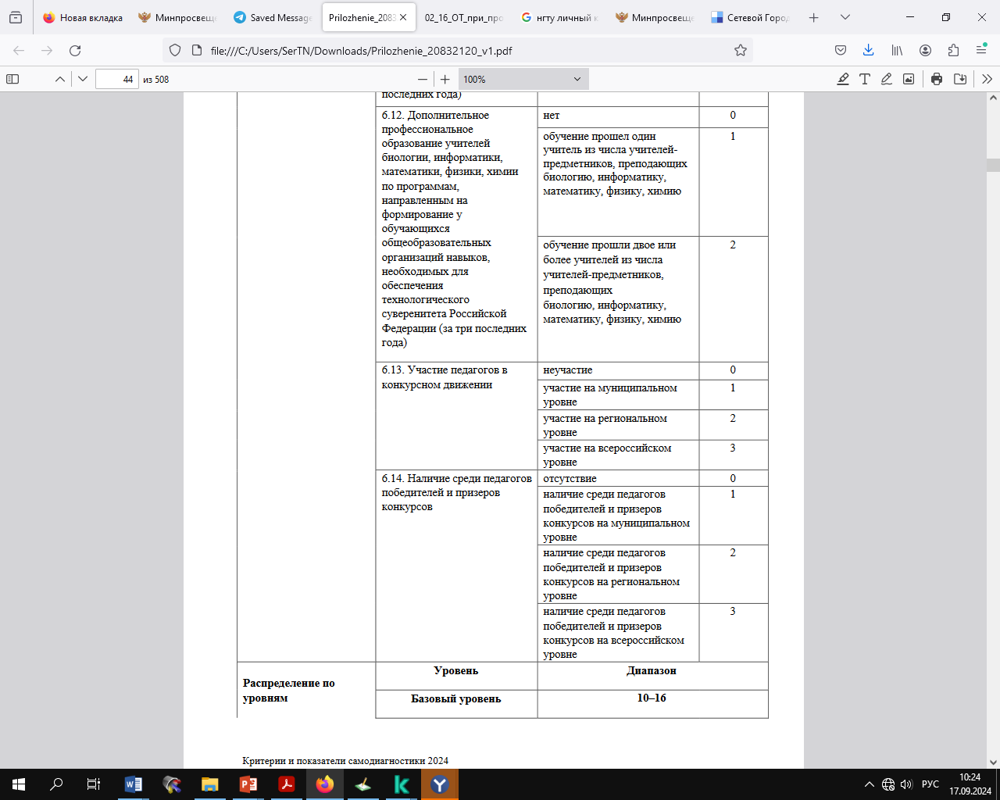 Новая вкладка
Минпросвеще
Saved Message
Prilozhenie_2083
02_16_ОТ_при_про
нгту личный к
Минпросвеще
Сетевой Город
file:///C:/Users/SerTN/Downloads/Prilozhenie_20832120_v1.pdf
44 из 508
100%
последних года)
6.12. Дополнительное
профессиональное
образование учителей
биологии, информатики,
математики, физики, химии
по программам,
направленным на
формирование у
обучающихся
общеобразовательных
организаций навыков,
необходимых для
обеспечения
технологического
суверенитета Российской
Федерации (за три последних
года)
нет
0
обучение прошел один
учитель из числа учителей-
предметников, преподающих
биологию, информатику,
математику, физику, химию
1
обучение прошли двое или
более учителей из числа
учителей-предметников,
преподающих
биологию, информатику,
математику, физику, химию
2
6.13. Участие педагогов в
конкурсном движении
неучастие
0
участие на муниципальном
уровне
1
участие на региональном
уровне
2
участие на всероссийском
уровне
3
6.14. Наличие среди педагогов
победителей и призеров
конкурсов
отсутствие
0
наличие среди педагогов
победителей и призеров
конкурсов на муниципальном
уровне
1
наличие среди педагогов
победителей и призеров
конкурсов на региональном
уровне
2
наличие среди педагогов
победителей и призеров
конкурсов на всероссийском
уровне
3
Распределение по
уровням
Уровень
Диапазон
Базовый уровень
10–16
Критерии и показатели самодиагностики 2024
РУС
10:24
17.09.2024